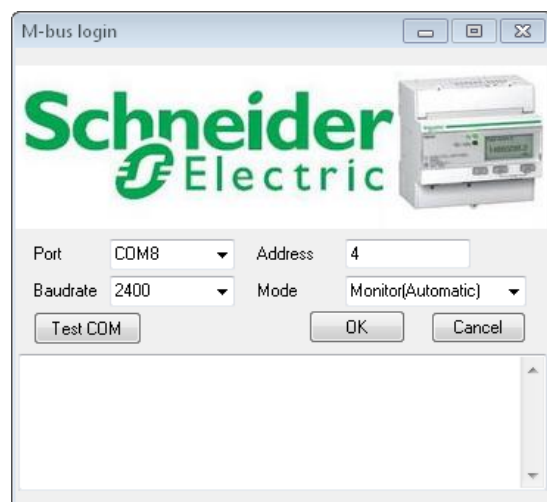 M-bus login
Schneider
Electric
Port COM8 Address 4
Baudrate 2400 Mode Monitor(Automatic)
Test COM OK Cancel